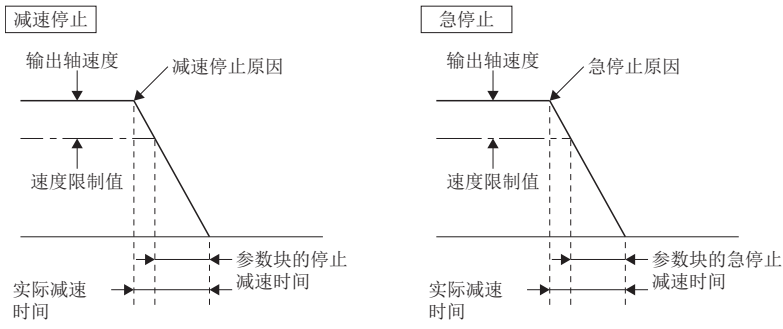 减速停止
输出轴速度
减速停止原因
速度限制值
参数块的停止
减速时间
实际减速
时间
急停止
输出轴速度
急停止原因
速度限制值
参数块的急停止
减速时间
实际减速
时间